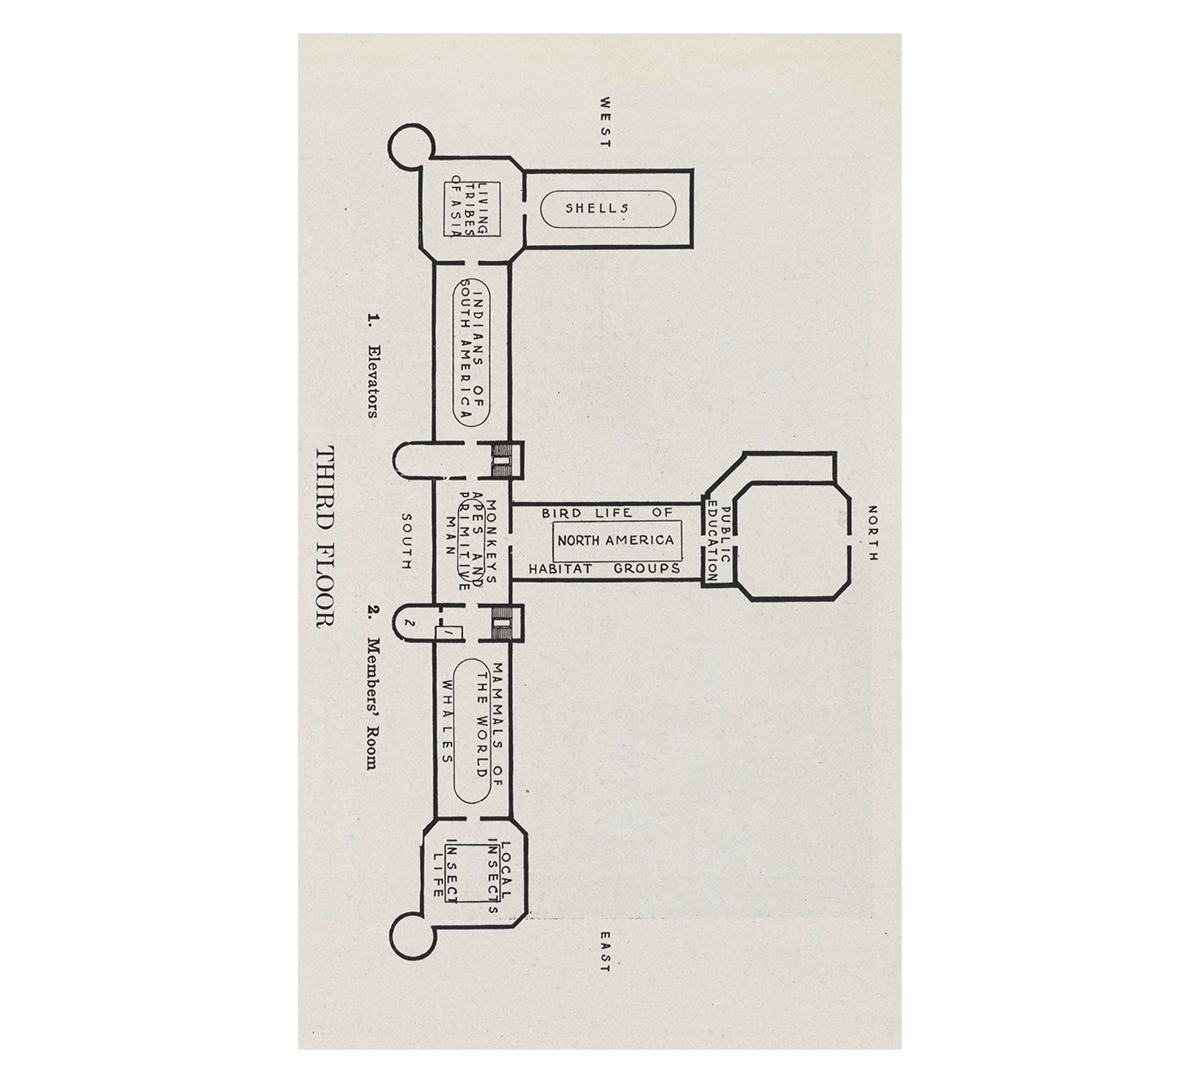 NORTH
WEST
SHELLS
LIVING
TRIBES
OF ASIA
INDIANS OF
SOUTH AMERICA
PUBLIC
EDUCATION
BIRD LIFE OF
NORTH AMERICA
HABITAT GROUPS
MONKEYS
APES AND
PRIMITIVE
MAN
MAMMALS OF
THE WORLD
WHALES
1
2
LOCAL
INSECTS
INSECT
LIFE
EAST
SOUTH
1. Elevators
2. Members' Room
THIRD FLOOR